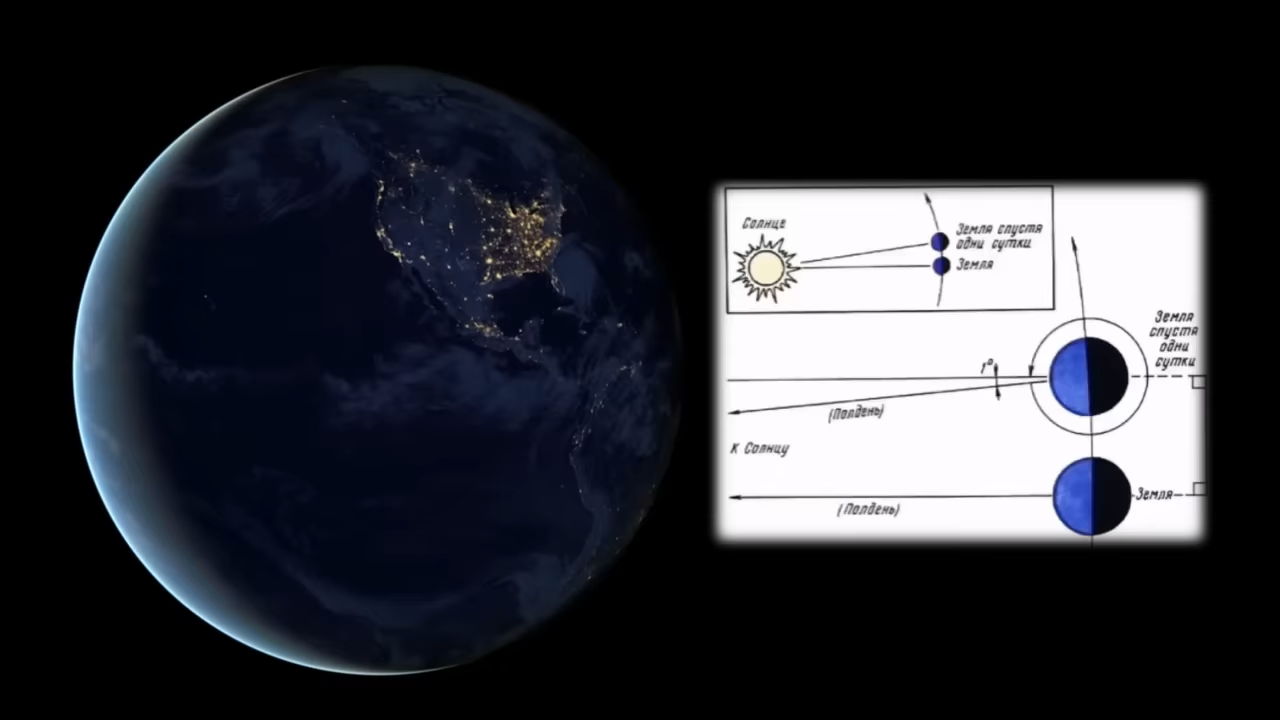 Солнце
Земля спустя
одни сутки
Земля
Земля
спустя
одни
сутки
1°
(Полдень)
К Солнцу
Земля
(Полдень)